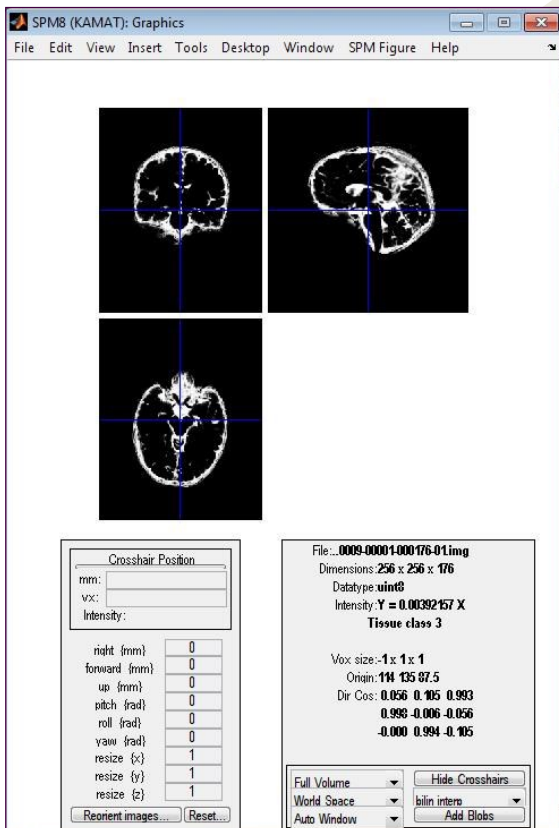 SPM8 (KAMAT): Graphics
File Edit View Insert Tools Desktop Window SPM Figure Help
Crosshair Position
mm:
vx:
Intensity:
right {mm} 0
forward {mm} 0
up {mm} 0
pitch {rad} 0
roll {rad} 0
yaw {rad} 0
resize {x} 1
resize {y} 1
resize {z} 1
Reorient images... Reset...
File:..0009-00001-000176-01.img
Dimensions:256 x 256 x 176
Datatype:uint8
Intensity:Y = 0.00392157 X
Tissue class 3
Vox size:-1 x 1 x 1
Origin:114 135 87.5
Dir Cos: 0.056 0.105 0.993
0.998 -0.006 -0.056
-0.000 0.994 -0.105
Full Volume Hide Crosshairs
World Space bilin interp
Auto Window Add Blobs